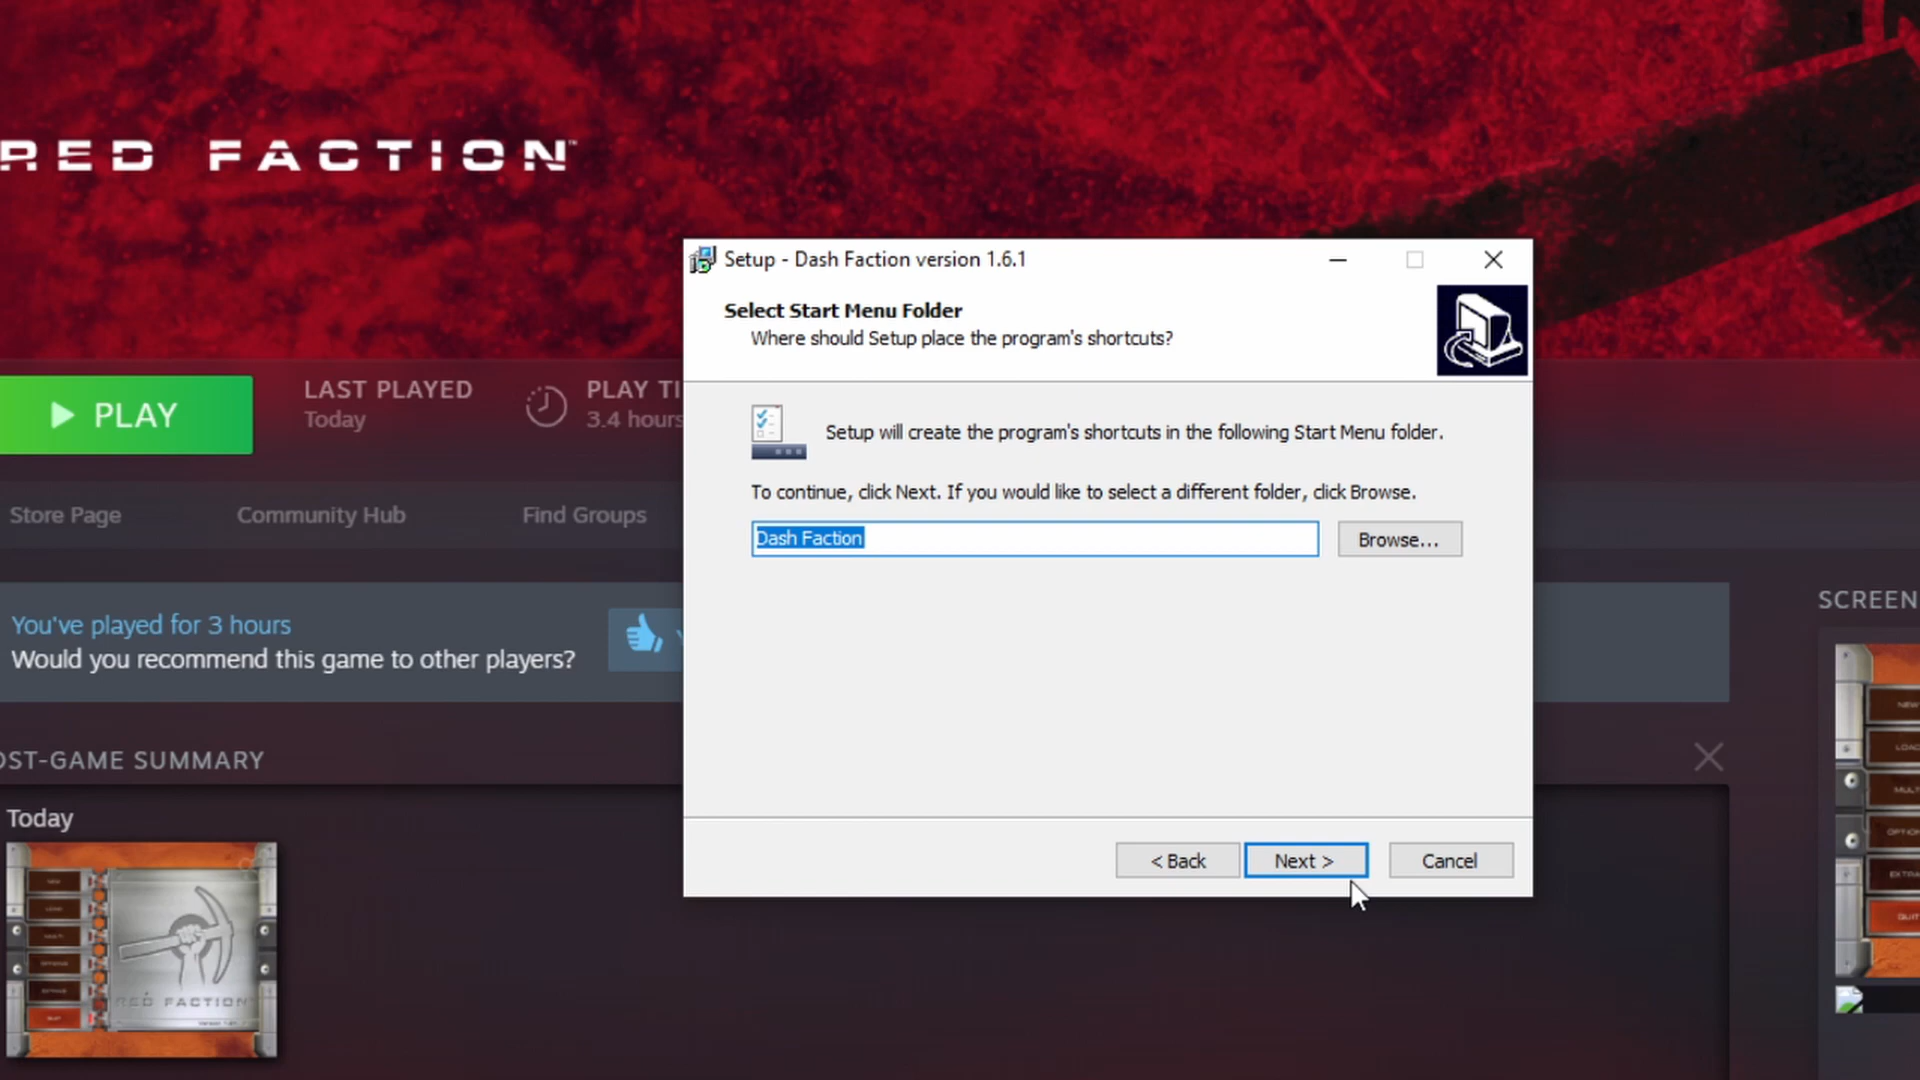 RED FACTION™
Setup - Dash Faction version 1.6.1
Select Start Menu Folder
Where should Setup place the program's shortcuts?
PLAY
LAST PLAYED
Today
PLAY TI
3.4 hours
Setup will create the program's shortcuts in the following Start Menu folder.
To continue, click Next. If you would like to select a different folder, click Browse.
Dash Faction
Browse...
Store Page
Community Hub
Find Groups
You've played for 3 hours
Would you recommend this game to other players?
SCREEN
OST-GAME SUMMARY
Today
< Back
Next >
Cancel
RED FACTION
QUIT